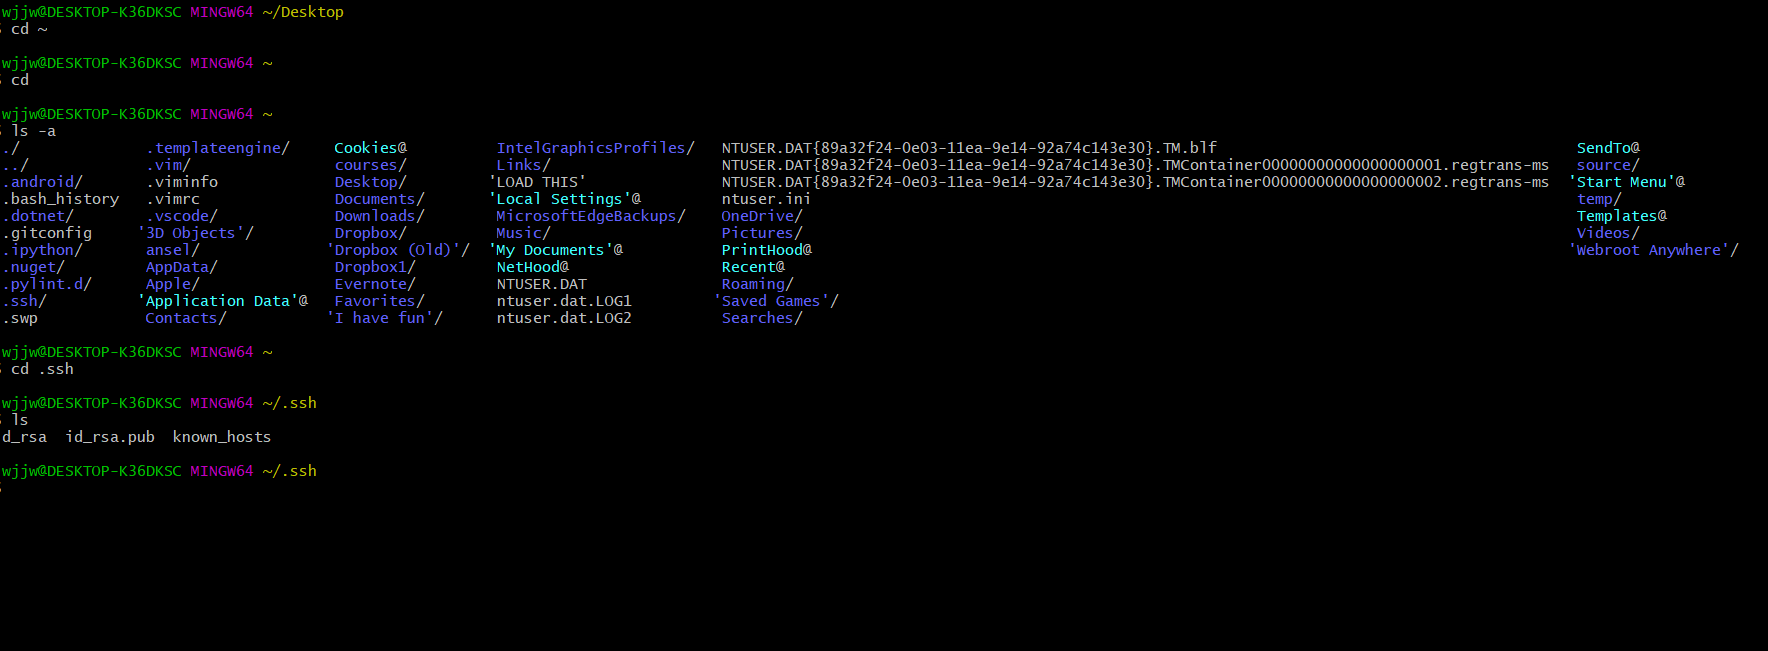 wjjw@DESKTOP-K36DKSC MINGW64 ~/Desktop
$ cd ~
wjjw@DESKTOP-K36DKSC MINGW64 ~
$ cd
wjjw@DESKTOP-K36DKSC MINGW64 ~
$ ls -a
./ .templateengine/ Cookies@ IntelGraphicsProfiles/ NTUSER.DAT{89a32f24-0e03-11ea-9e14-92a74c143e30}.TM.blf SendTo@
../ .vim/ courses/ Links/ NTUSER.DAT{89a32f24-0e03-11ea-9e14-92a74c143e30}.TMContainer00000000000000000001.regtrans-ms source/
.android/ .viminfo Desktop/ 'LOAD THIS' NTUSER.DAT{89a32f24-0e03-11ea-9e14-92a74c143e30}.TMContainer00000000000000000002.regtrans-ms 'Start Menu'@
.bash_history .vimrc Documents/ 'Local Settings'@ ntuser.ini temp/
.dotnet/ .vscode/ Downloads/ MicrosoftEdgeBackups/ OneDrive/ Templates@
.gitconfig '3D Objects'/ Dropbox/ Music/ Pictures/ Videos/
.ipython/ ansel/ 'Dropbox (Old)'/ 'My Documents'@ PrintHood@ 'Webroot Anywhere'/
.nuget/ AppData/ Dropbox1/ NetHood@ Recent@
.pylint.d/ Apple/ Evernote/ NTUSER.DAT Roaming/
.ssh/ 'Application Data'@ Favorites/ ntuser.dat.LOG1 'Saved Games'/
.swp Contacts/ 'I have fun'/ ntuser.dat.LOG2 Searches/
wjjw@DESKTOP-K36DKSC MINGW64 ~
$ cd .ssh
wjjw@DESKTOP-K36DKSC MINGW64 ~/.ssh
$ ls
d_rsa id_rsa.pub known_hosts
wjjw@DESKTOP-K36DKSC MINGW64 ~/.ssh
$